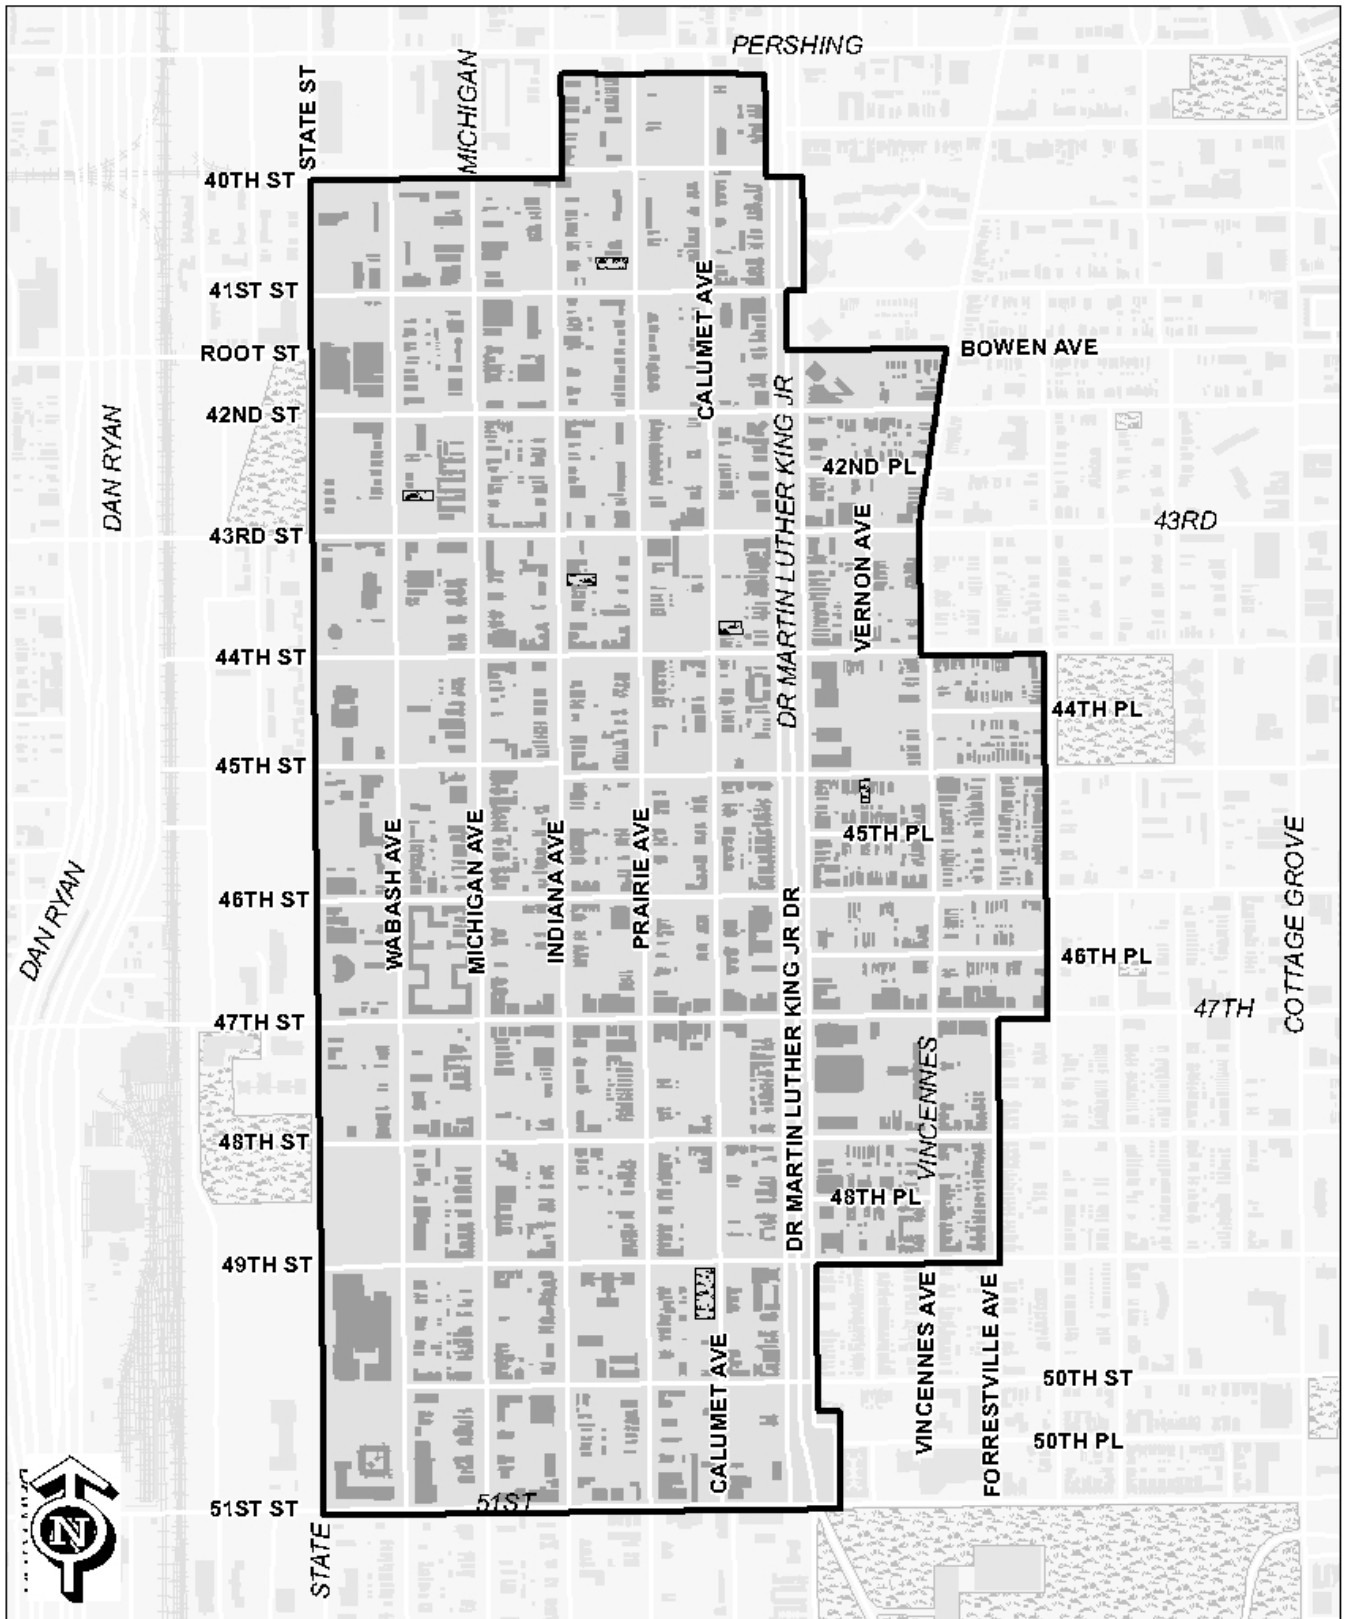 PERSHING
STATE ST
MICHIGAN
40TH ST
41ST ST
CALUMET AVE
ROOT ST
BOWEN AVE
42ND ST
DAN RYAN
DR MARTIN LUTHER KING JR
42ND PL
43RD ST
43RD
VERNON AVE
44TH ST
44TH PL
45TH ST
45TH PL
WABASH AVE
MICHIGAN AVE
INDIANA AVE
PRAIRIE AVE
COTTAGE GROVE
46TH ST
DAN RYAN
DR MARTIN LUTHER KING JR DR
46TH PL
47TH
47TH ST
VINCENNES
48TH ST
48TH PL
49TH ST
VINCENNES AVE
FORRESTVILLE AVE
CALUMET AVE
50TH ST
50TH PL
51ST ST
51ST
STATE
N